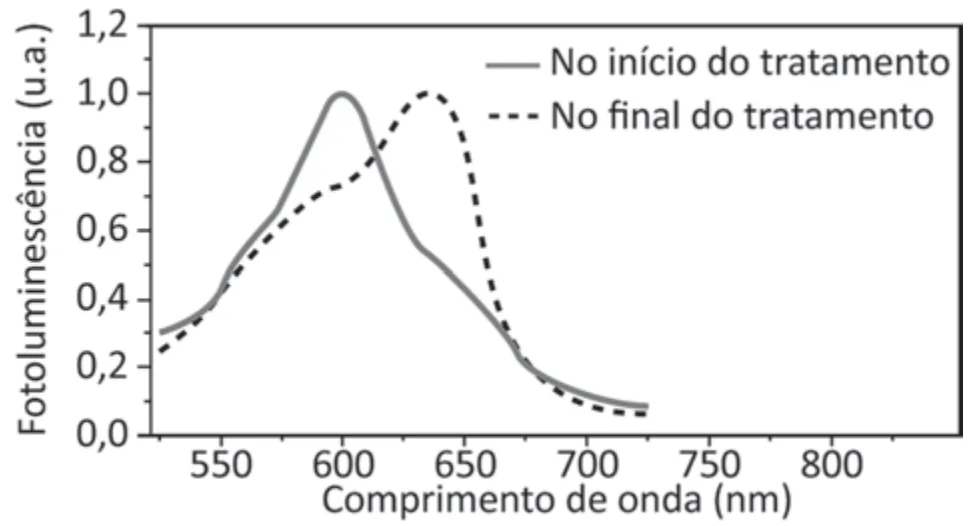 Fotoluminescência (u.a.)
1,2
1,0
0,8
0,6
0,4
0,2
0,0
No início do tratamento
No final do tratamento
550 600 650 700 750 800
Comprimento de onda (nm)